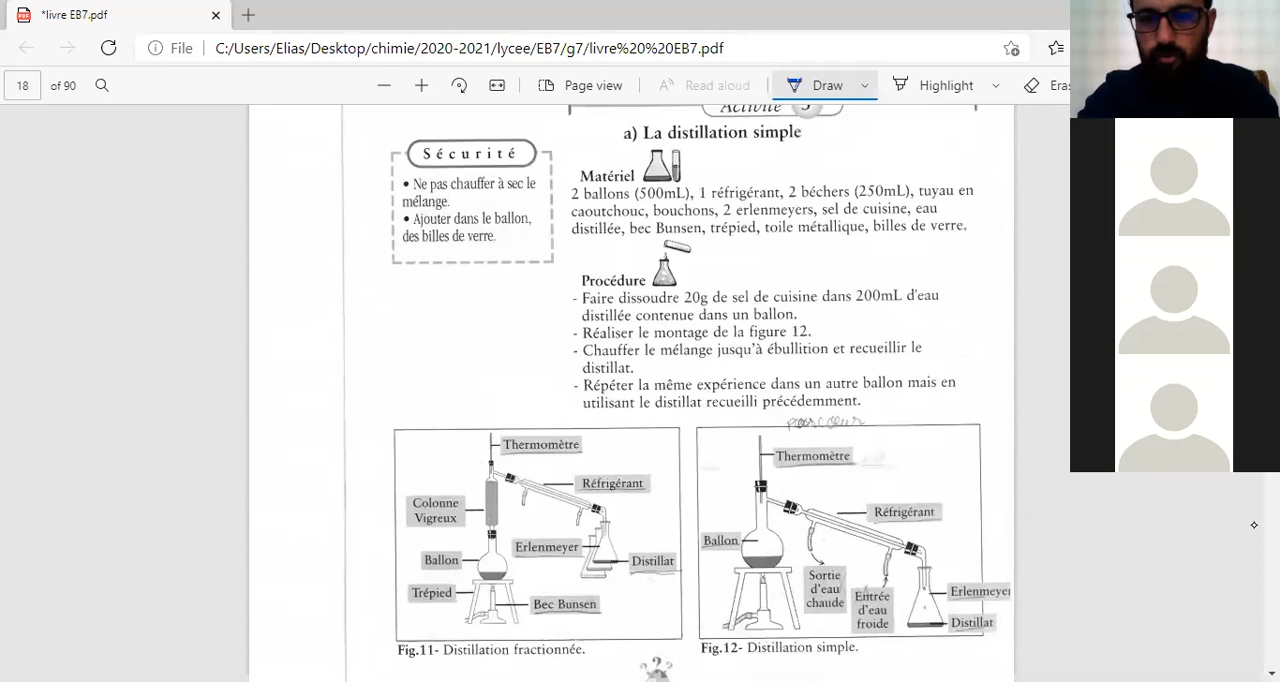 *livre EB7.pdf
File
C:/Users/Elias/Desktop/chimie/2020-2021/lycee/EB7/g7/livre%20%20EB7.pdf
18 of 90
Page view
Read aloud
Draw
Highlight
Eras
Activité 3
a) La distillation simple
Sécurité
• Ne pas chauffer à sec le
mélange.
• Ajouter dans le ballon,
des billes de verre.
Matériel
2 ballons (500mL), 1 réfrigérant, 2 béchers (250mL), tuyau en
caoutchouc, bouchons, 2 erlenmeyers, sel de cuisine, eau
distillée, bec Bunsen, trépied, toile métallique, billes de verre.
Procédure
- Faire dissoudre 20g de sel de cuisine dans 200mL d'eau
distillée contenue dans un ballon.
- Réaliser le montage de la figure 12.
- Chauffer le mélange jusqu'à ébullition et recueillir le
distillat.
- Répéter la même expérience dans un autre ballon mais en
utilisant le distillat recueilli précédemment.
Thermomètre
Réfrigérant
Colonne
Vigreux
Erlenmeyer
Ballon
Distillat
Trépied
Bec Bunsen
Fig.11- Distillation fractionnée.
par cœur
Thermomètre
Réfrigérant
Ballon
Sortie
d'eau
chaude
Entrée
d'eau
froide
Erlenmeyer
Distillat
Fig.12- Distillation simple.